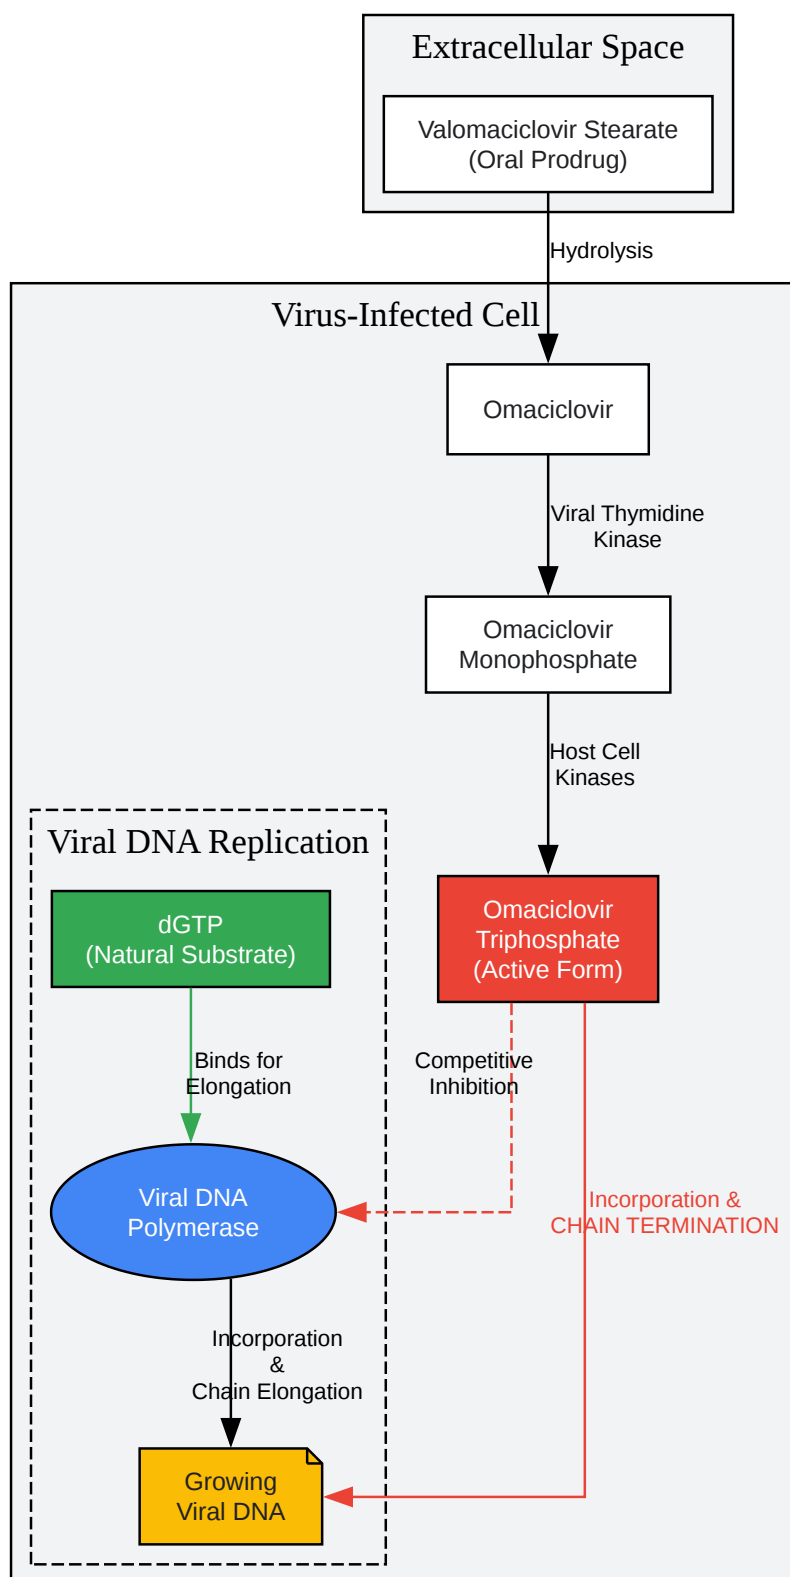 Extracellular Space
Valomaciclovir Stearate
(Oral Prodrug)
Hydrolysis
Virus-Infected Cell
Omaciclovir
Viral Thymidine
Kinase
Omaciclovir
Monophosphate
Host Cell
Kinases
Viral DNA Replication
dGTP
(Natural Substrate)
Omaciclovir
Triphosphate
(Active Form)
Binds for
Elongation
Competitive
Inhibition
Viral DNA
Polymerase
Incorporation &
CHAIN TERMINATION
Incorporation
&
Chain Elongation
Growing
Viral DNA